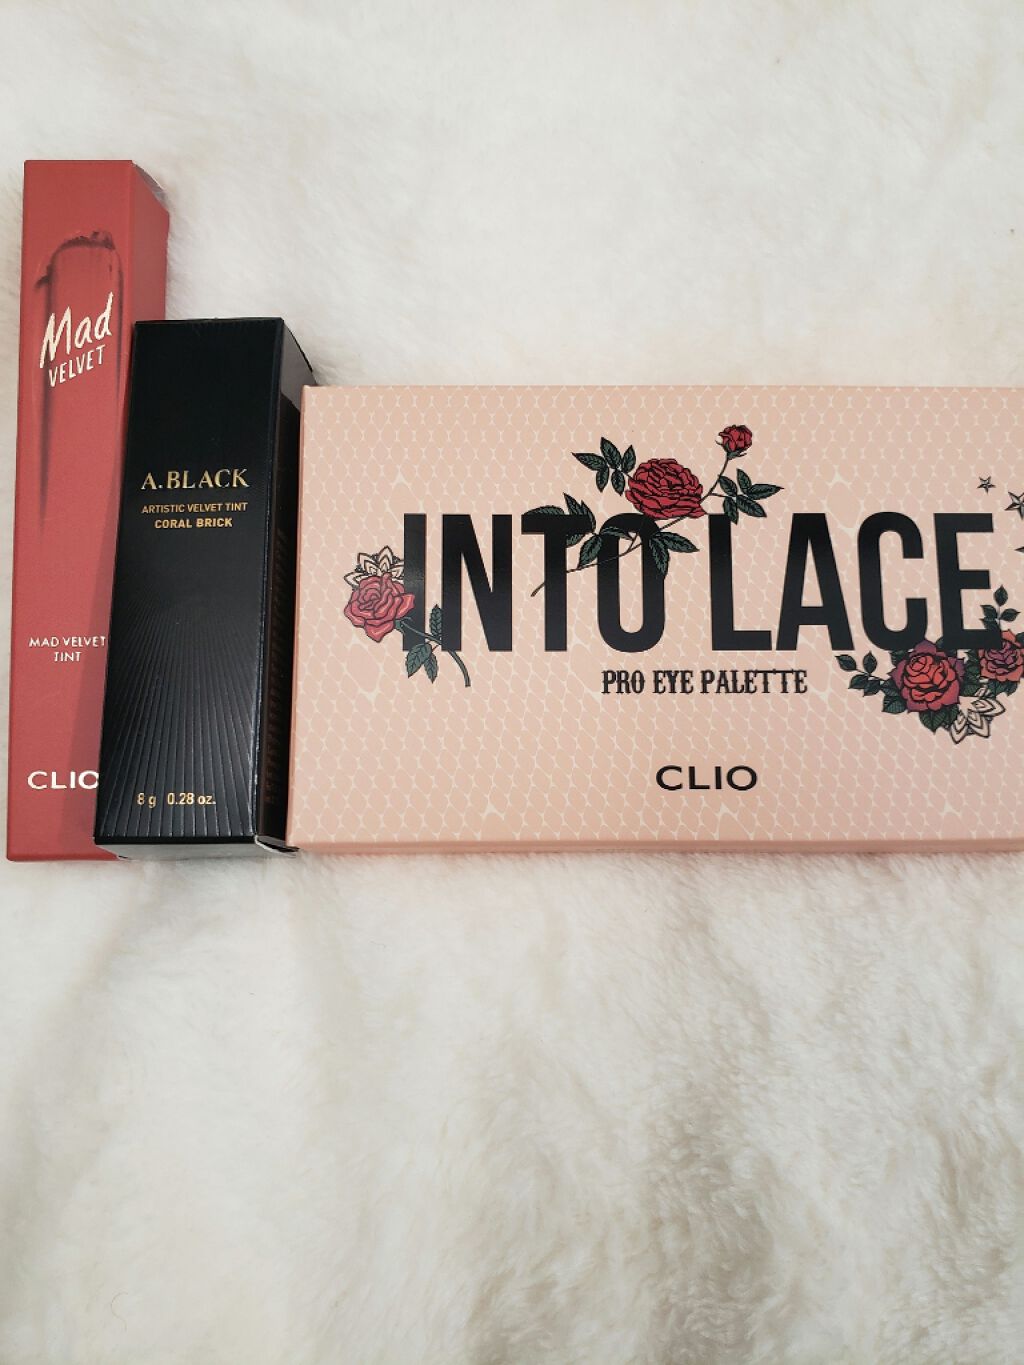 Mad
VELVET
MAD VELVET
TINT
CLIO
A.BLACK
ARTISTIC VELVET TINT
CORAL BRICK
8 g 0.28 oz.
INTO LACE
PRO EYE PALETTE
CLIO